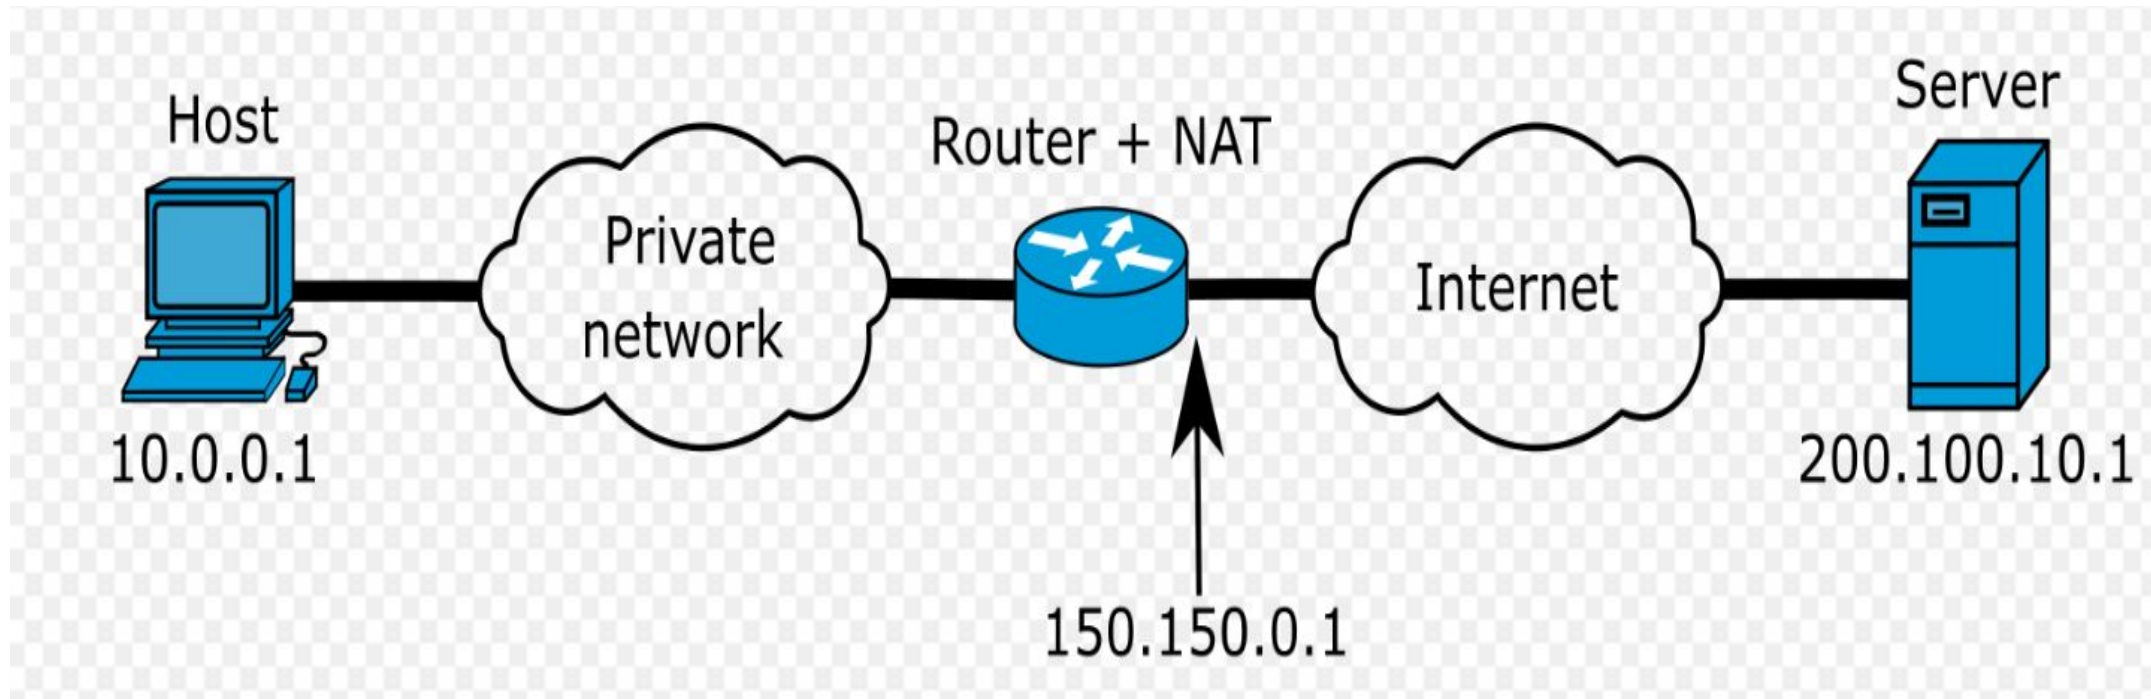 Host
10.0.0.1
Private
network
Router + NAT
150.150.0.1
Internet
Server
200.100.10.1